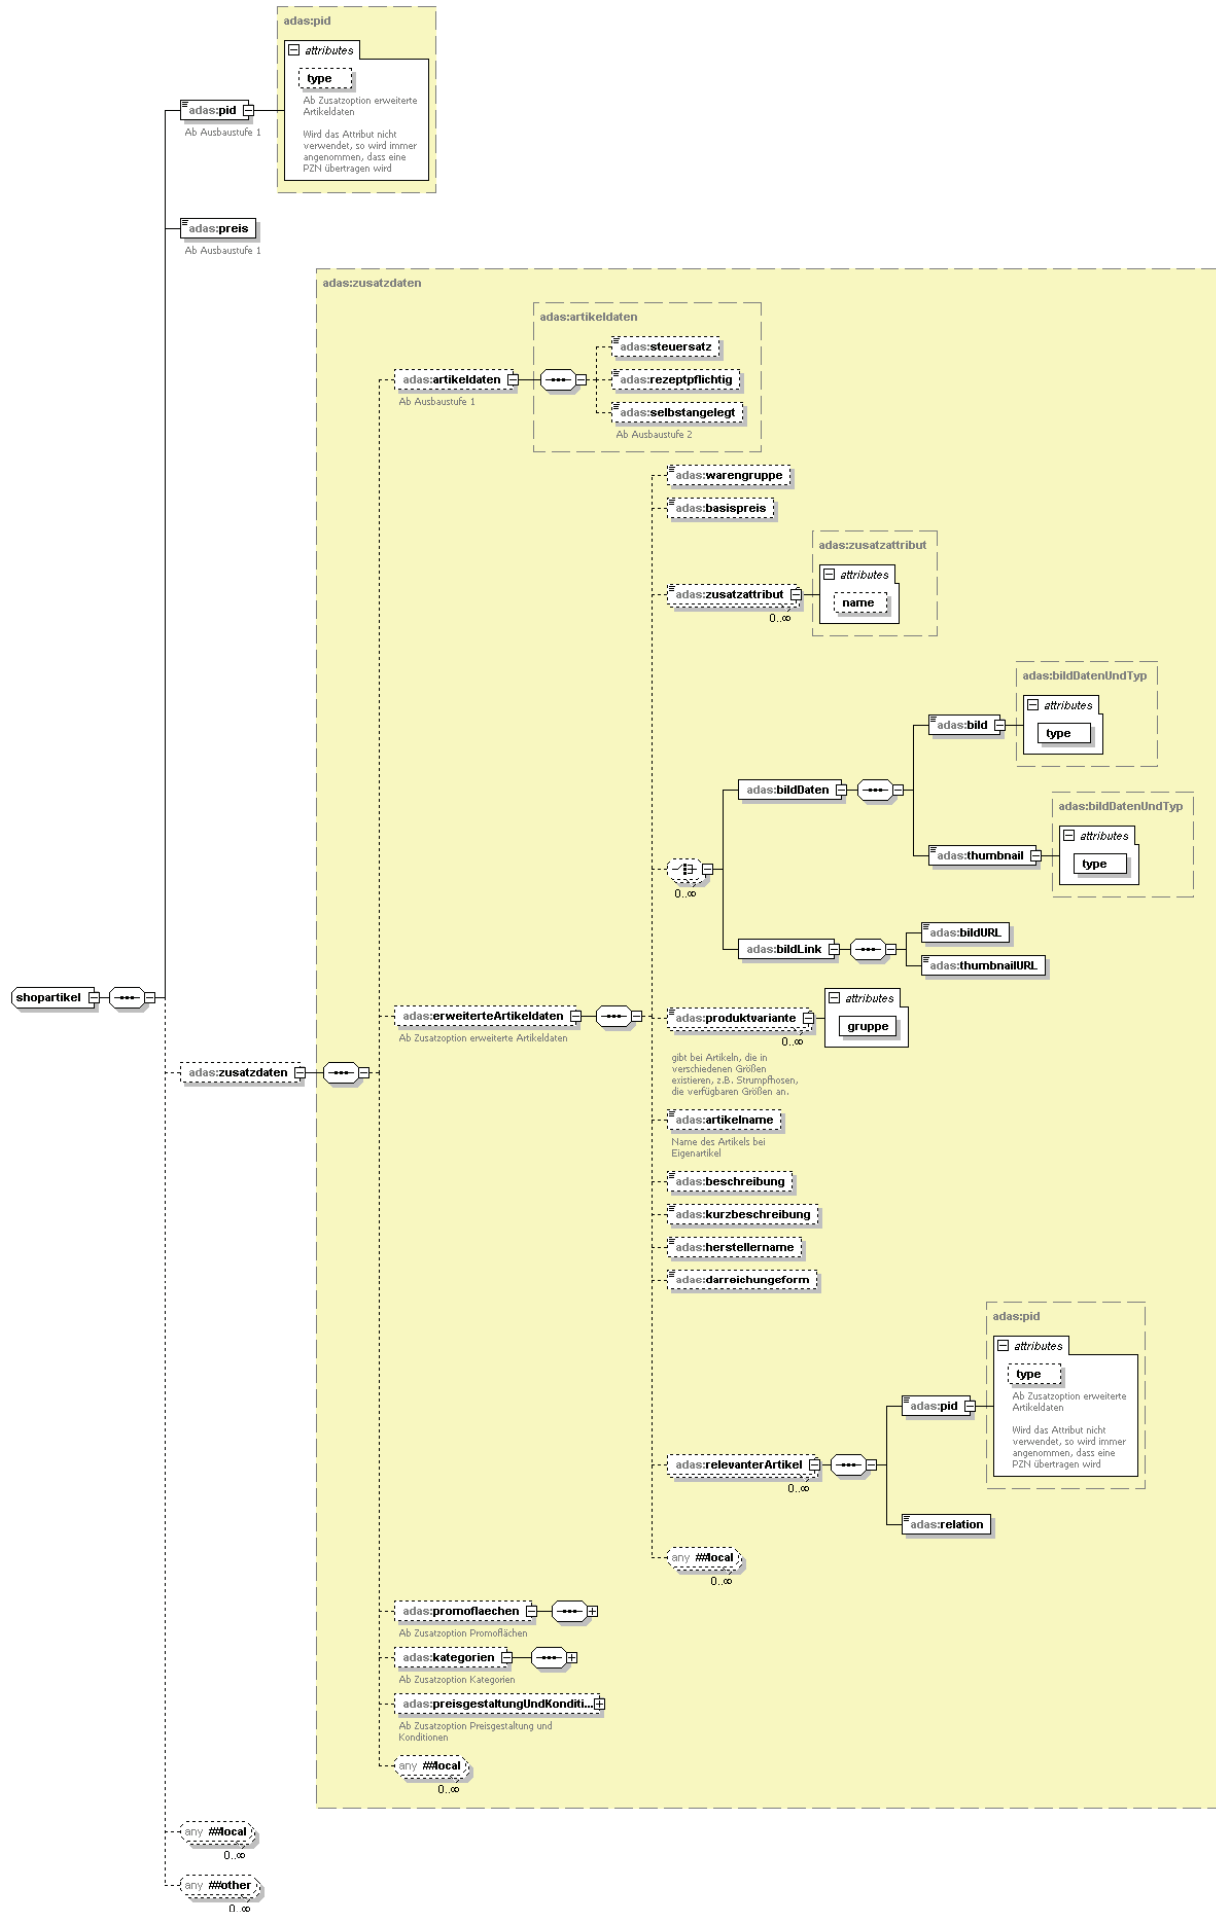 adas:pid
attributes
type
Ab Zusatzoption erweiterte
Artikeldaten
Wird das Attribut nicht
verwendet, so wird immer
angenommen, dass eine
PZN übertragen wird
adas:pid
Ab Ausbaustufe 1
adas:preis
Ab Ausbaustufe 1
adas:zusatzdaten
adas:artikeldaten
adas:steuersatz
adas:artikeldaten
adas:rezeptpflichtig
Ab Ausbaustufe 1
adas:selbstangelegt
Ab Ausbaustufe 2
adas:warengruppe
adas:basispreis
adas:zusatzattribut
attributes
adas:zusatzattribut
name
0..∞
adas:bildDatenUndTyp
attributes
adas:bild
type
adas:bildDaten
adas:bildDatenUndTyp
attributes
adas:thumbnail
type
0..∞
adas:bildURL
adas:bildLink
adas:thumbnailURL
shopartikel
attributes
adas:erweiterteArtikeldaten
adas:produktvariante
gruppe
Ab Zusatzoption erweiterte Artikeldaten
0..∞
gibt bei Artikeln, die in
verschiedenen Größen
existieren, z.B. Strumpfhosen,
die verfügbaren Größen an.
adas:zusatzdaten
adas:artikelname
Name des Artikels bei
Eigenartikel
adas:beschreibung
adas:kurzbeschreibung
adas:herstellername
adas:darreichungsform
adas:pid
attributes
type
Ab Zusatzoption erweiterte
Artikeldaten
adas:pid
Wird das Attribut nicht
verwendet, so wird immer
angenommen, dass eine
PZN übertragen wird
adas:relevanterArtikel
0..∞
adas:relation
any ##local
0..∞
adas:promoflaechen
Ab Zusatzoption Promoflächen
adas:kategorien
Ab Zusatzoption Kategorien
adas:preisgestaltungUndKonditi...
Ab Zusatzoption Preisgestaltung und
Konditionen
any ##local
0..∞
any ##local
0..∞
any ##other
0..∞